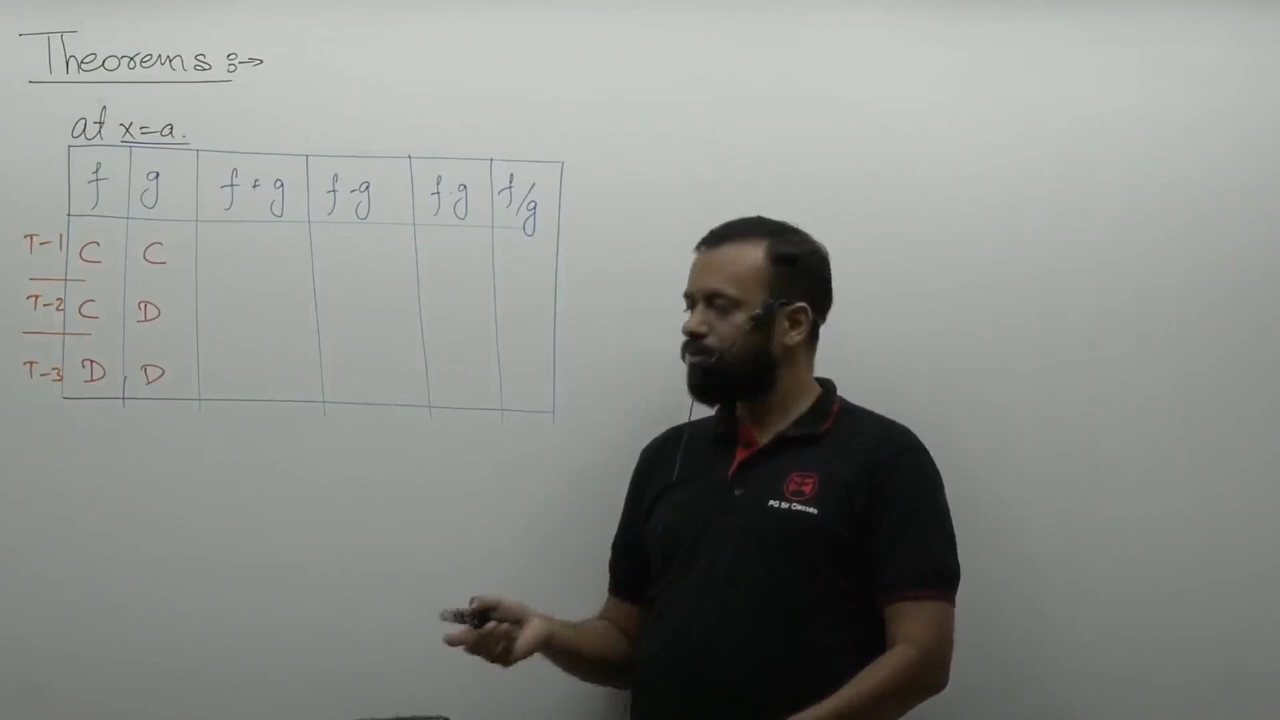 Theorems :→
at x=a.
f g f+g f-g f·g f/g
T-1 C C
T-2 C D
T-3 D D
PG Sir Classes